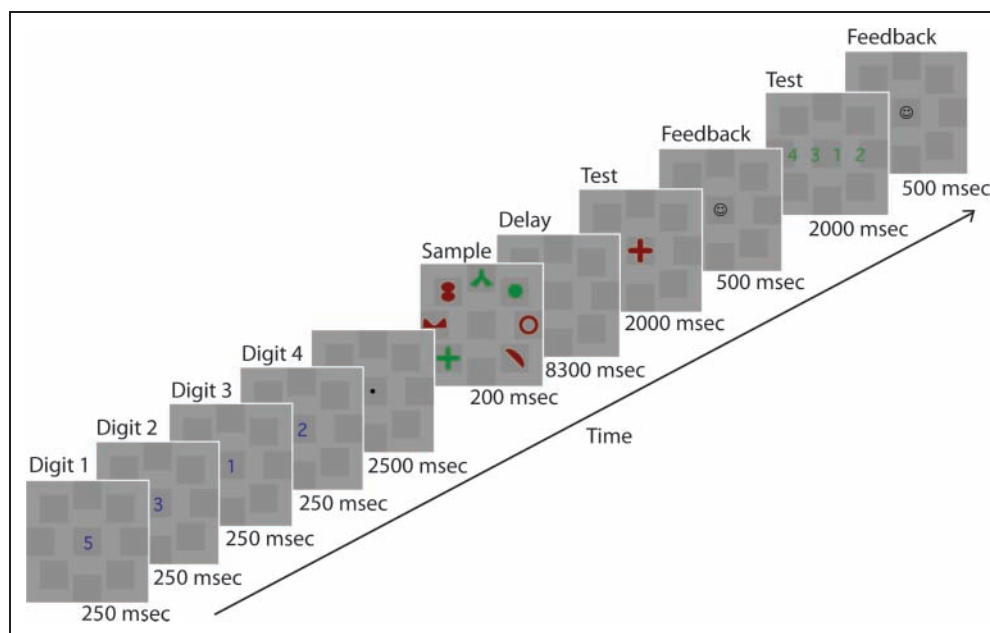 Digit 1
5
250 msec
Digit 2
3
250 msec
Digit 3
1
250 msec
Digit 4
2
250 msec
2500 msec
Sample
200 msec
Delay
8300 msec
Test
2000 msec
Feedback
500 msec
Test
4 3 1 2
2000 msec
Feedback
500 msec
Time